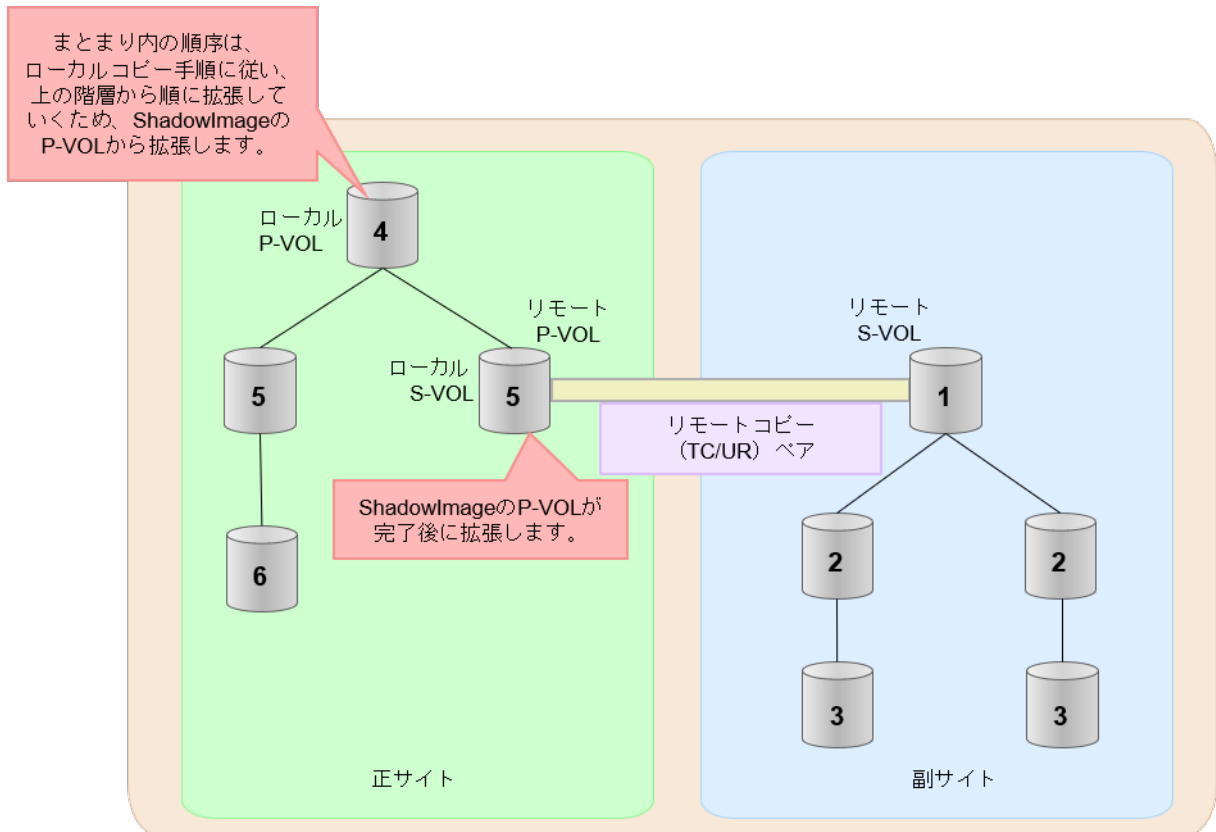 まとまり内の順序は、
ローカルコピー手順に従い、
上の階層から順に拡張して
いくため、ShadowImageの
P-VOLから拡張します。
ローカル
P-VOL
4
リモート
P-VOL
リモート
S-VOL
ローカル
S-VOL
5
5
1
リモートコピー
（TC/UR）ペア
ShadowImageのP-VOLが
完了後に拡張します。
6
2
2
3
3
正サイト
副サイト